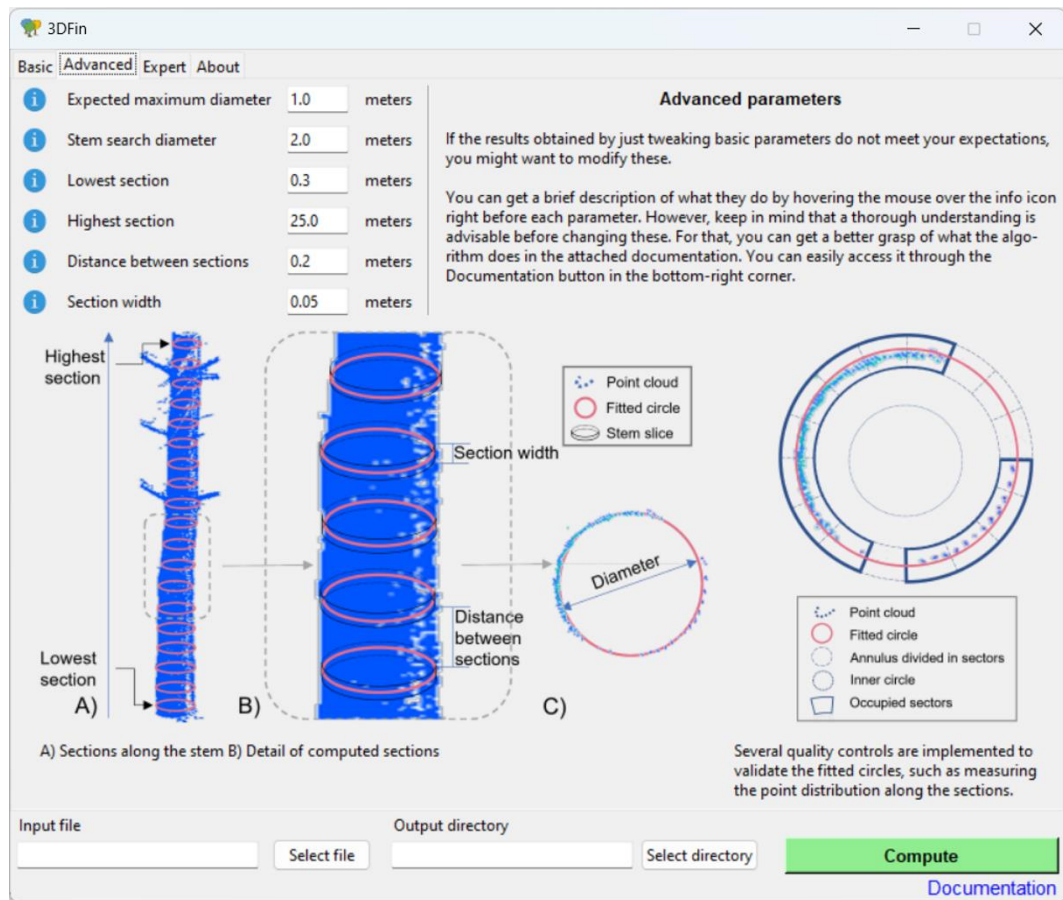 3DFin
Basic Advanced Expert About
Expected maximum diameter 1.0 meters
Stem search diameter 2.0 meters
Lowest section 0.3 meters
Highest section 25.0 meters
Distance between sections 0.2 meters
Section width 0.05 meters
Advanced parameters
If the results obtained by just tweaking basic parameters do not meet your expectations,
you might want to modify these.
You can get a brief description of what they do by hovering the mouse over the info icon
right before each parameter. However, keep in mind that a thorough understanding is
advisable before changing these. For that, you can get a better grasp of what the algo-
rithm does in the attached documentation. You can easily access it through the
Documentation button in the bottom-right corner.
Highest
section
Lowest
section
A)
B)
Section width
Distance
between
sections
Point cloud
Fitted circle
Stem slice
Diameter
C)
Point cloud
Fitted circle
Annulus divided in sectors
Inner circle
Occupied sectors
A) Sections along the stem B) Detail of computed sections
Several quality controls are implemented to
validate the fitted circles, such as measuring
the point distribution along the sections.
Input file
Select file
Output directory
Select directory
Compute
Documentation